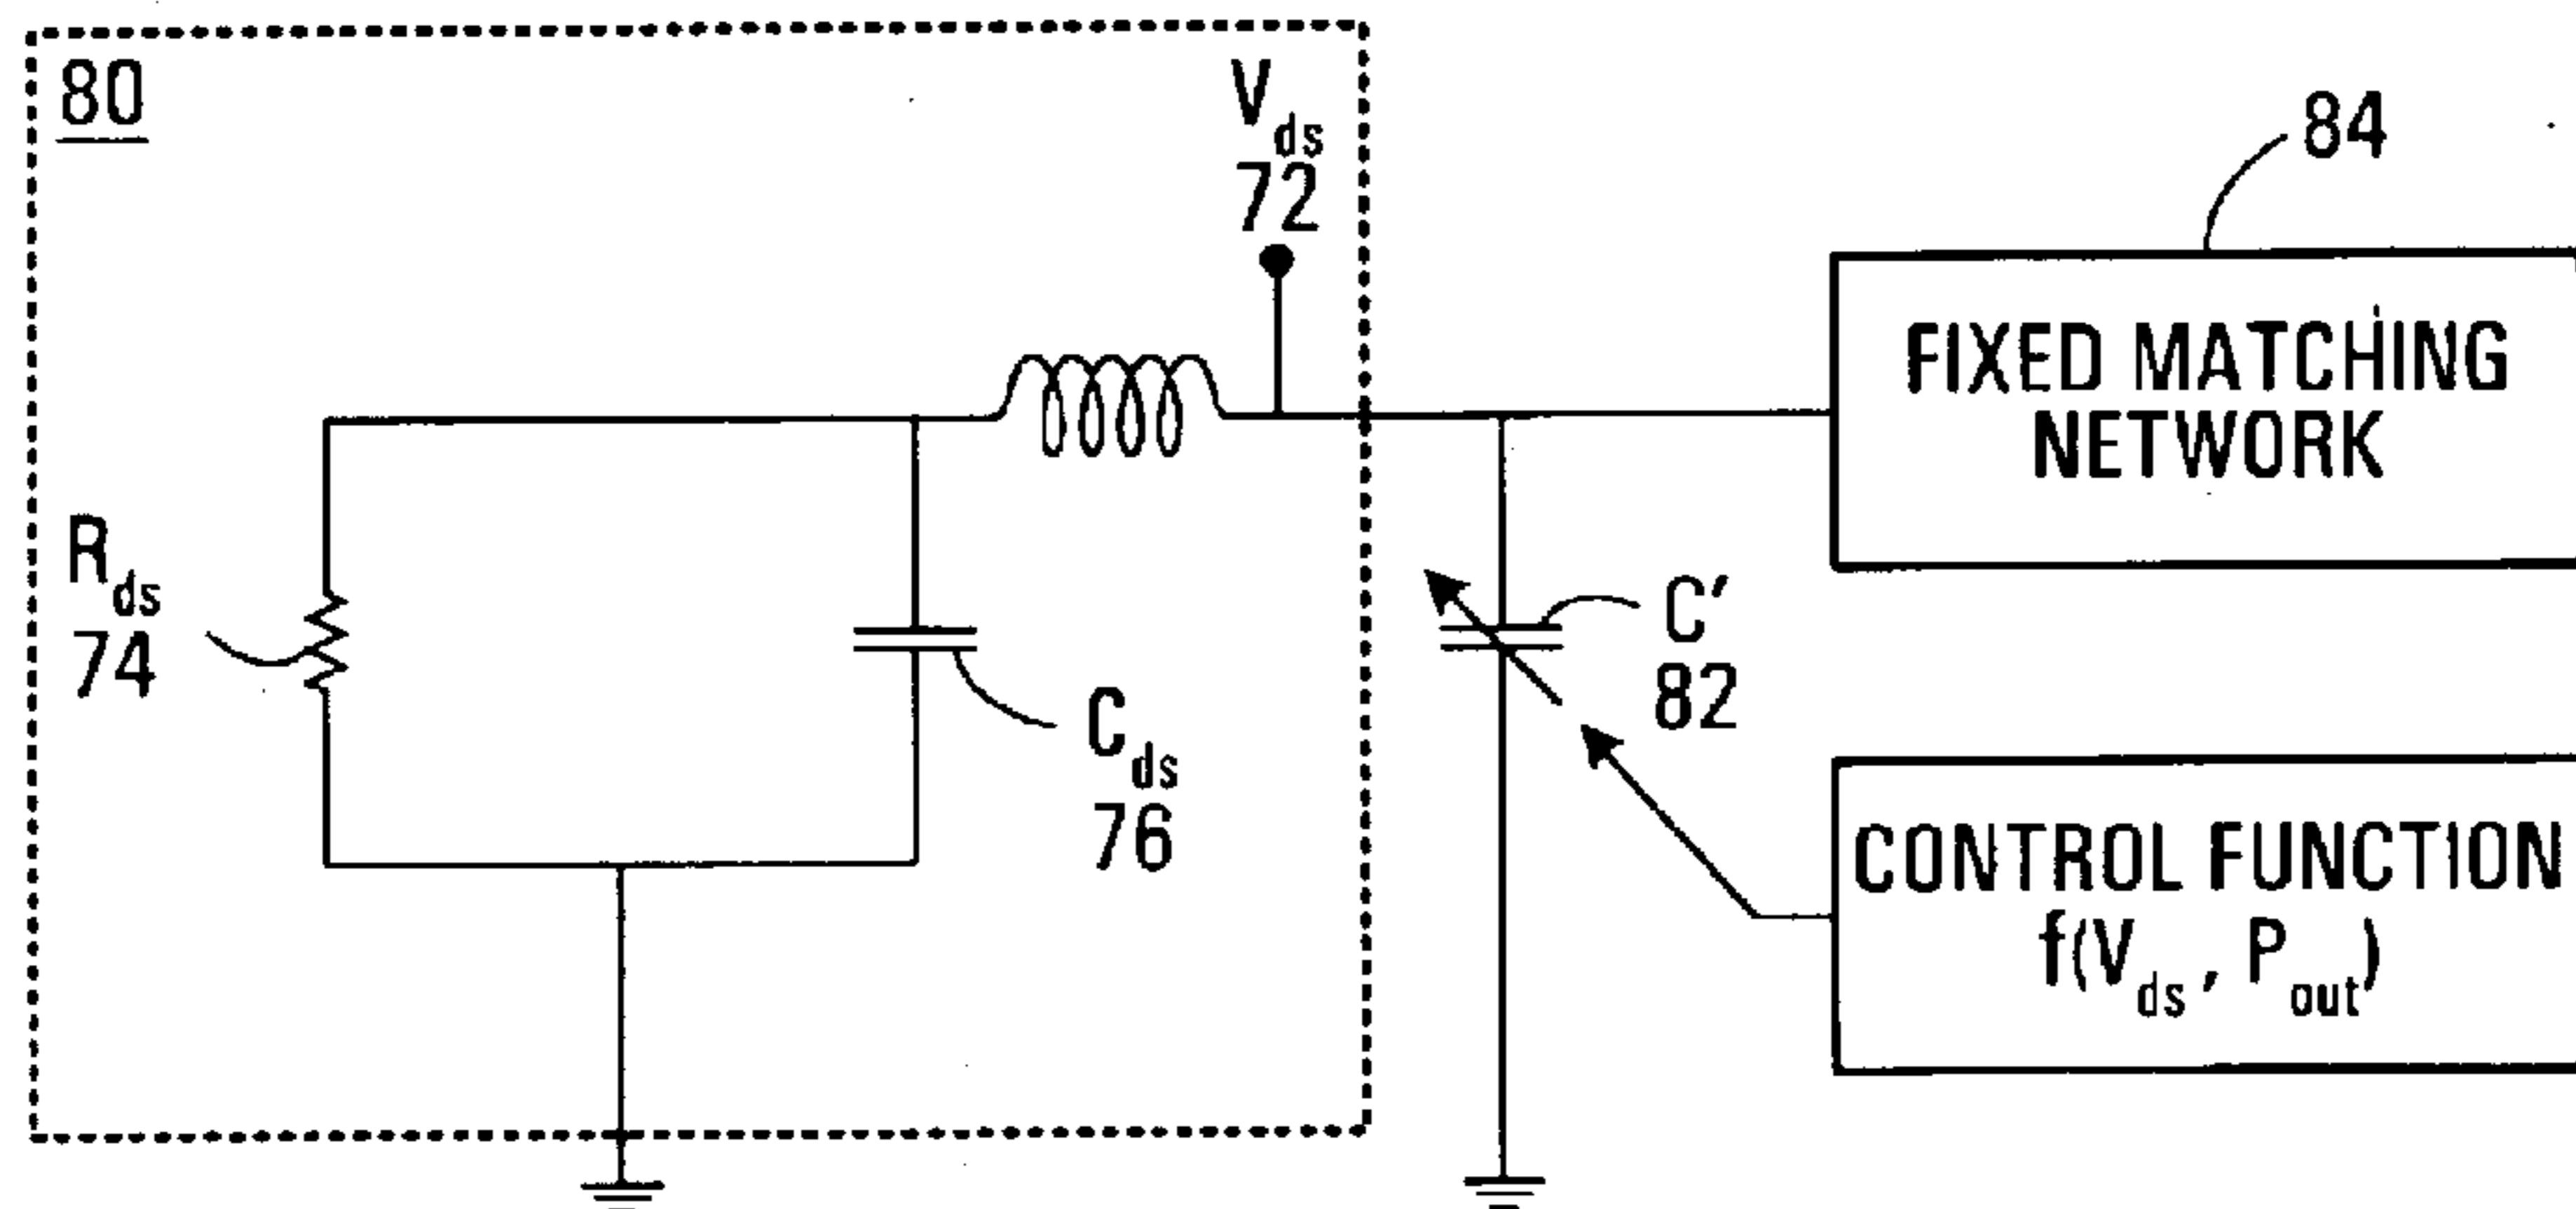 80
V_ds
72
84
FIXED MATCHING
NETWORK
R_ds
74
C_ds
76
C′
82
CONTROL FUNCTION
f(V_ds, P_out)